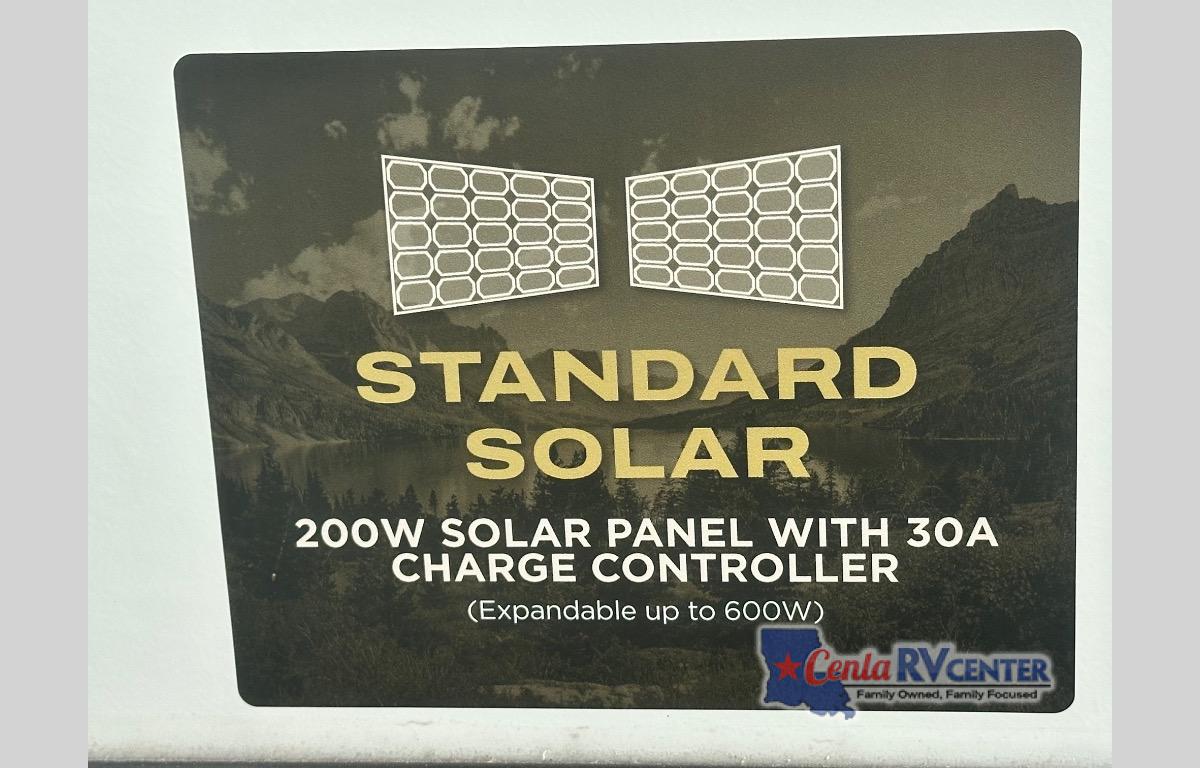 STANDARD
SOLAR
200W SOLAR PANEL WITH 30A
CHARGE CONTROLLER
(Expandable up to 600W)
Cenla RV CENTER
Family Owned, Family Focused